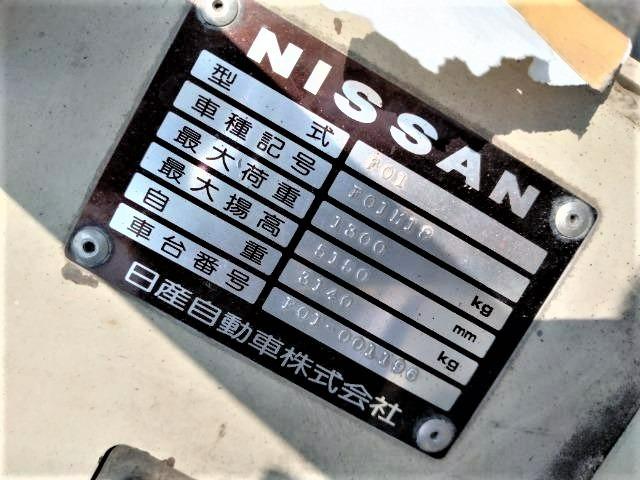 NISSAN
型式 F01
車種記号 F01M18
最大荷重 1800 kg
最大揚高 5150 mm
自重 3140 kg
車台番号 F01-001196
日産自動車株式会社